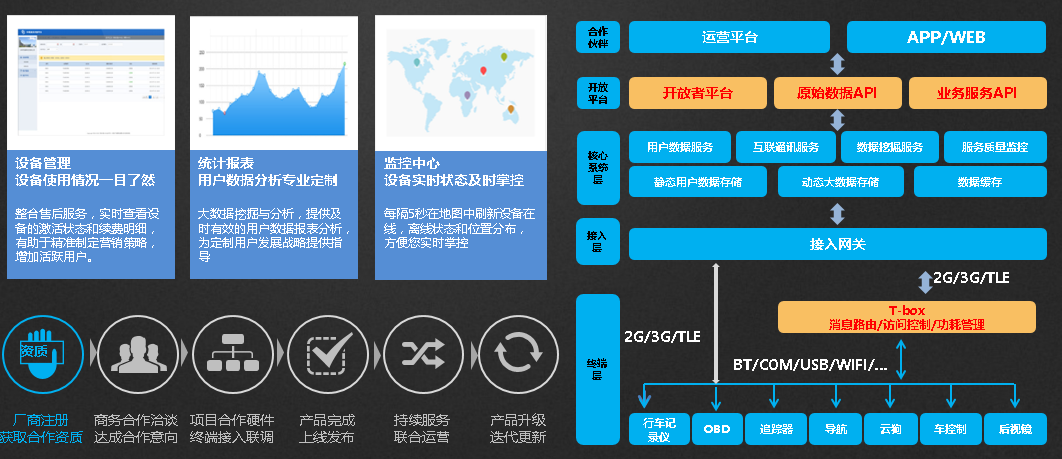 设备管理
设备使用情况一目了然
整合售后服务，实时查看设
备的激活状态和续费明细，
有助于精准制定营销策略，
增加活跃用户。
统计报表
用户数据分析专业定制
大数据挖掘与分析，提供及
时有效的用户数据报表分析，
为定制用户发展战略提供指
导
监控中心
设备实时状态及时掌控
每隔5秒在地图中刷新设备在
线，离线状态和位置分布，
方便您实时掌控
资质
厂商注册
获取合作资质
商务合作洽谈
达成合作意向
项目合作硬件
终端接入联调
产品完成
上线发布
持续服务
联合运营
产品升级
迭代更新
合作
伙伴
运营平台
APP/WEB
开放
平台
开发者平台
原始数据API
业务服务API
核心
系统
层
用户数据服务
互联通讯服务
数据挖掘服务
服务质量监控
静态用户数据存储
动态大数据存储
数据缓存
接入
层
接入网关
2G/3G/TLE
T-box
消息路由/访问控制/功耗管理
2G/3G/TLE
BT/COM/USB/WIFI/...
终端
层
行车记
录仪
OBD
追踪器
导航
云狗
车控制
后视镜